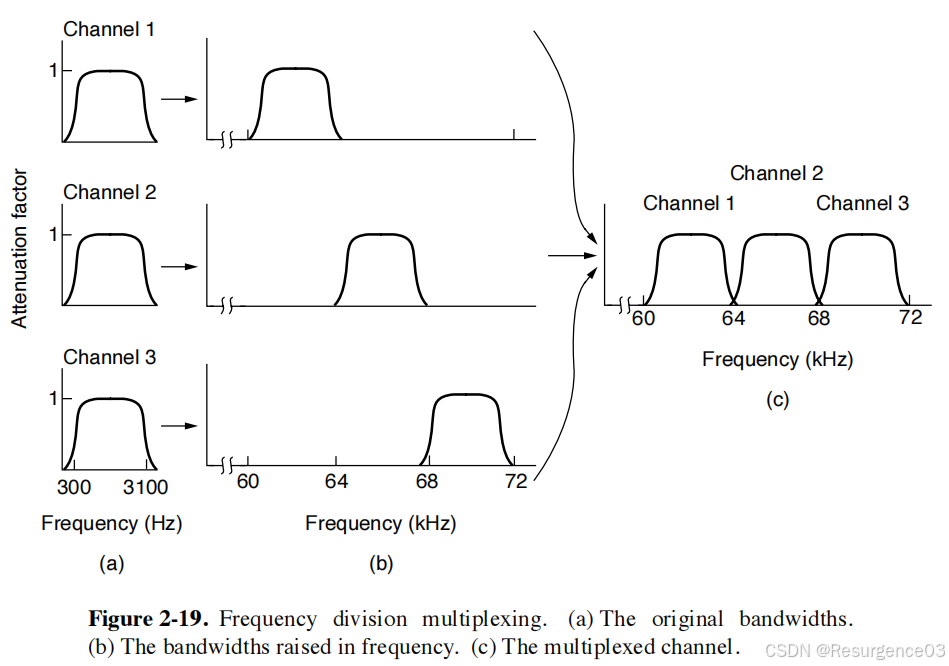 Channel 1
1
Channel 2
1
Channel 3
1
Attenuation factor
300 3100
Frequency (Hz)
(a)
60 64 68 72
Frequency (kHz)
(b)
Channel 2
Channel 1 Channel 3
60 64 68 72
Frequency (kHz)
(c)
Figure 2-19. Frequency division multiplexing. (a) The original bandwidths.
(b) The bandwidths raised in frequency. (c) The multiplexed channel.
CSDN @Resurgence03